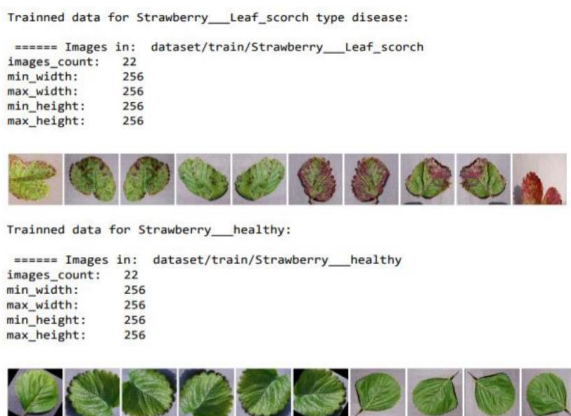 Trainned data for Strawberry___Leaf_scorch type disease:
====== Images in: dataset/train/Strawberry___Leaf_scorch
images_count: 22
min_width: 256
max_width: 256
min_height: 256
max_height: 256
Trainned data for Strawberry___healthy:
====== Images in: dataset/train/Strawberry___healthy
images_count: 22
min_width: 256
max_width: 256
min_height: 256
max_height: 256